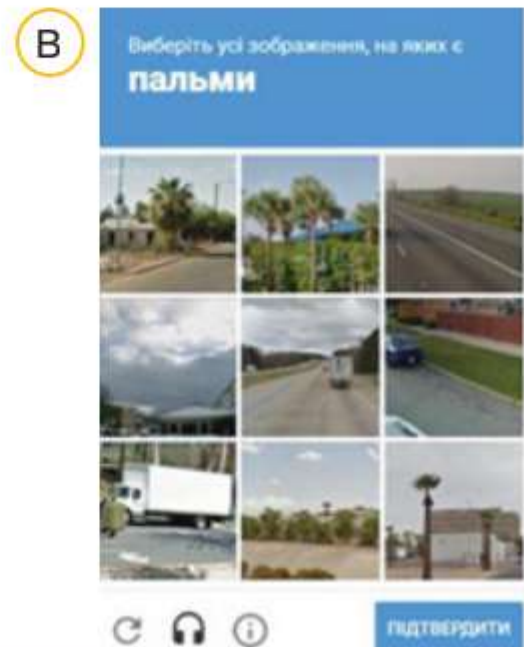 В
Виберіть усі зображення, на яких є
пальми
ПІДТВЕРДИТИ